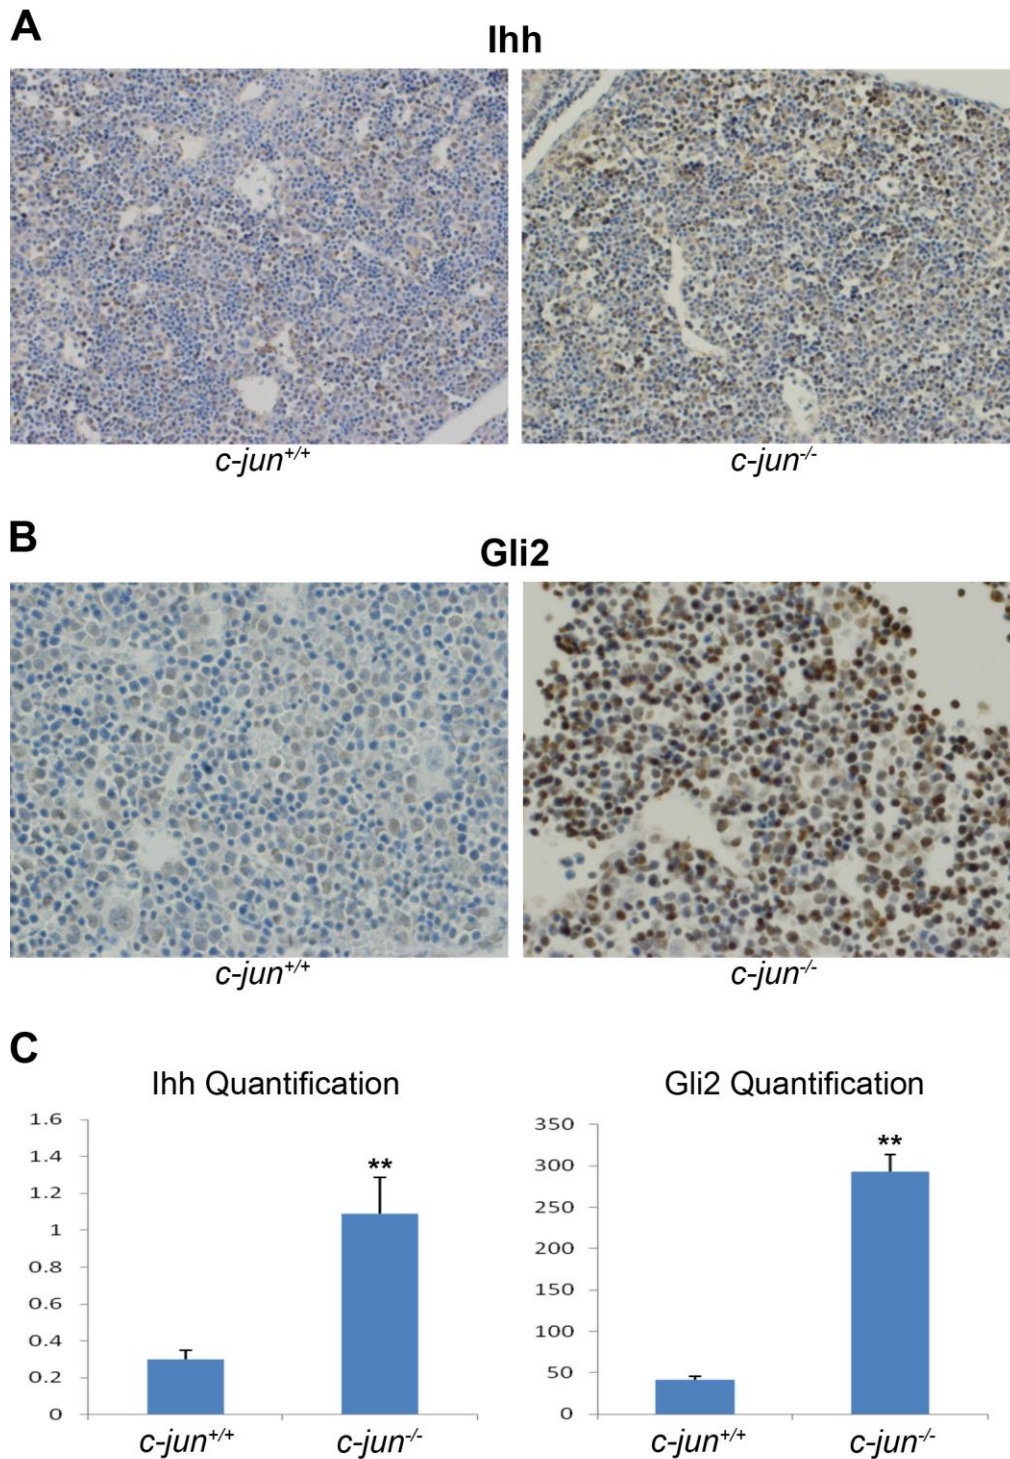 A
Ihh
c-jun+/+ c-jun-/-
B
Gli2
c-jun+/+ c-jun-/-
C
Ihh Quantification
1.6
1.4
1.2
1
0.8
0.6
0.4
0.2
0
**
c-jun+/+ c-jun-/-
Gli2 Quantification
350
300
250
200
150
100
50
0
**
c-jun+/+ c-jun-/-